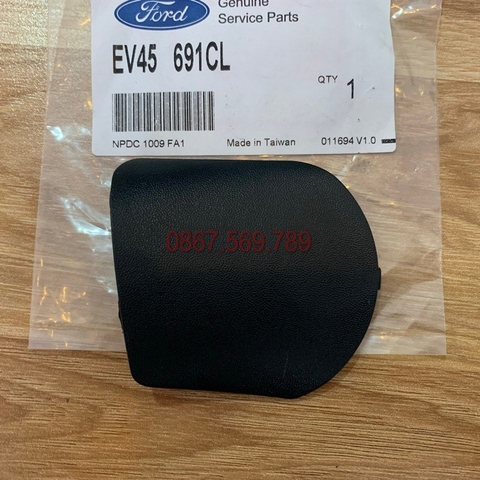 Ford
Genuine
Service Parts
EV45 691CL
QTY 1
NPDC 1009 FA1 Made in Taiwan 011694 V1.0
0867.569.789